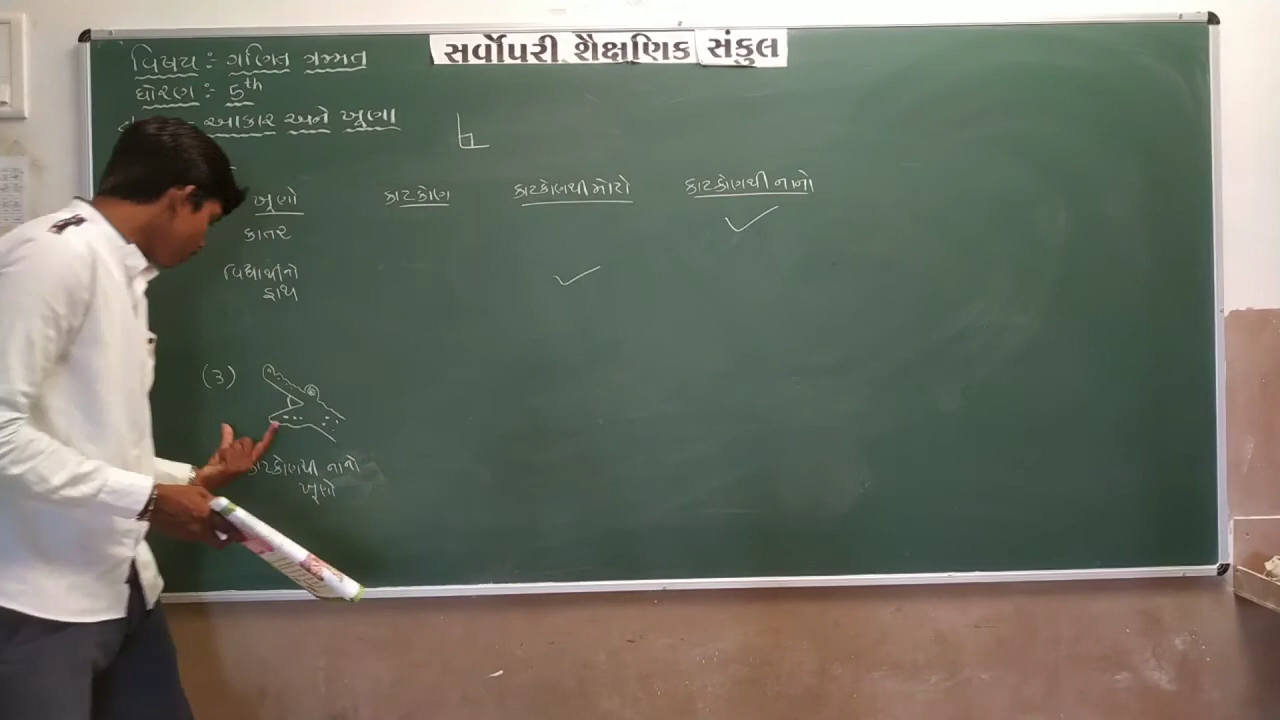 સર્વોપરી શૈક્ષણિક સંકુલ
વિષય :- ગણિત ગમ્મત
ધોરણ :- 5th
આકાર અને ખૂણા
ખૂણો કાટકોણ કાટકોણથી મોટો કાટકોણથી નાનો
કાતર
વિદ્યાર્થીનો
હાથ
(૩)
કાટકોણથી નાનો
ખૂણો